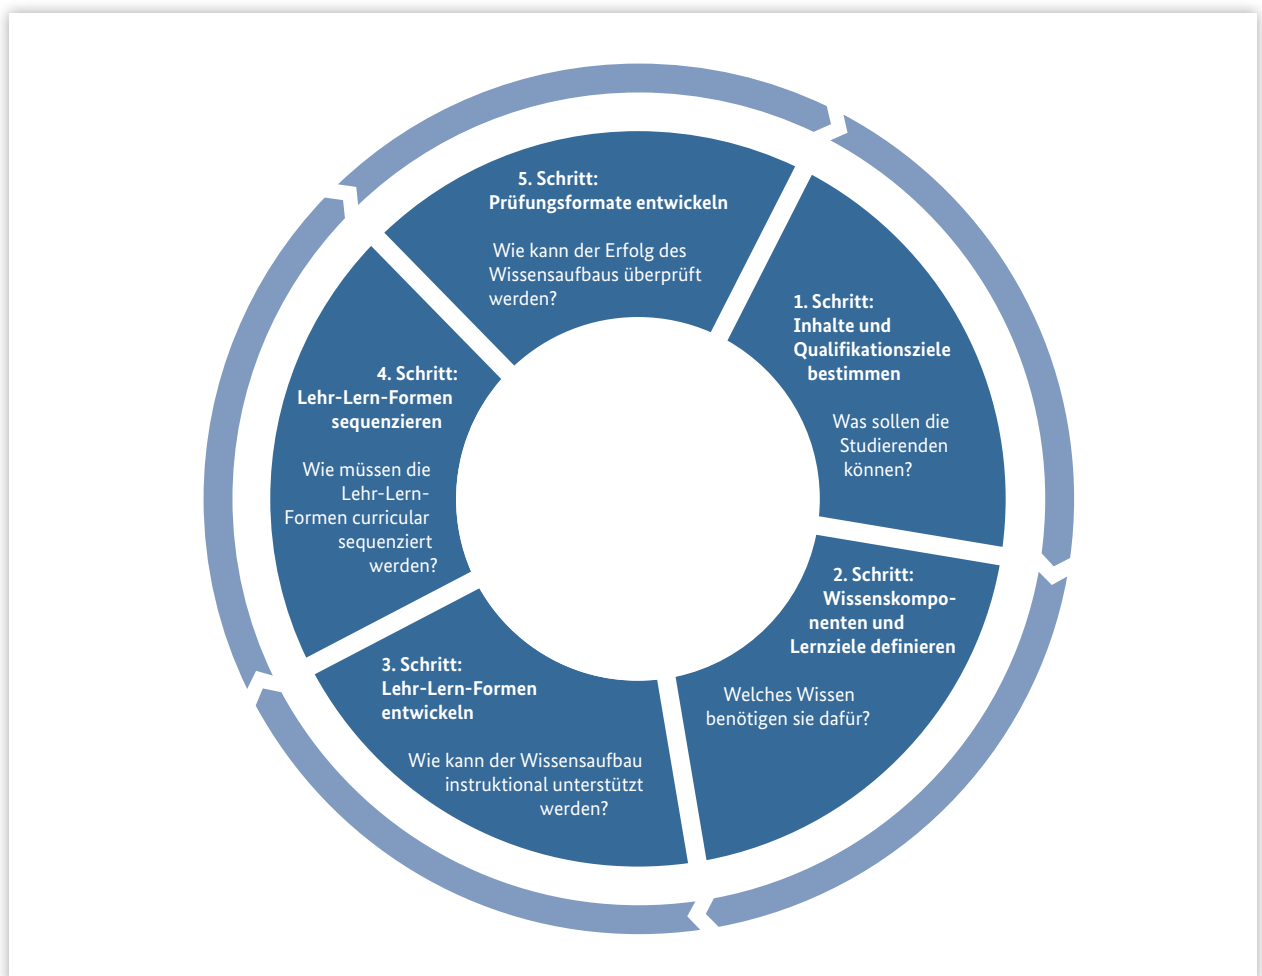 5. Schritt:
Prüfungsformate entwickeln
Wie kann der Erfolg des
Wissensaufbaus überprüft
werden?
1. Schritt:
Inhalte und
Qualifikationsziele
bestimmen
Was sollen die
Studierenden
können?
2. Schritt:
Wissenskompo-
nenten und
Lernziele definieren
Welches Wissen
benötigen sie dafür?
3. Schritt:
Lehr-Lern-Formen
entwickeln
Wie kann der Wissensaufbau
instruktional unterstützt
werden?
4. Schritt:
Lehr-Lern-Formen
sequenzieren
Wie müssen die
Lehr-Lern-
Formen curricular
sequenziert
werden?